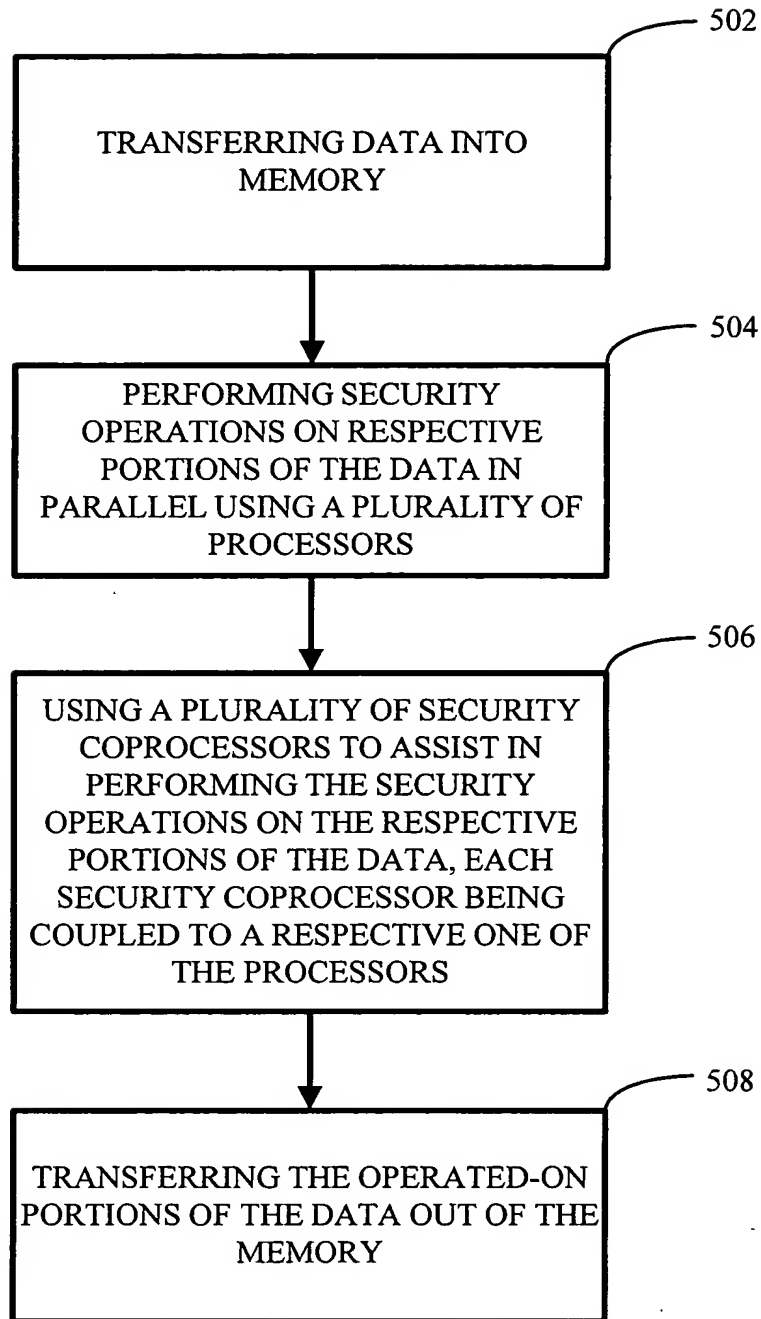 502
TRANSFERRING DATA INTO
MEMORY
504
PERFORMING SECURITY
OPERATIONS ON RESPECTIVE
PORTIONS OF THE DATA IN
PARALLEL USING A PLURALITY OF
PROCESSORS
506
USING A PLURALITY OF SECURITY
COPROCESSORS TO ASSIST IN
PERFORMING THE SECURITY
OPERATIONS ON THE RESPECTIVE
PORTIONS OF THE DATA, EACH
SECURITY COPROCESSOR BEING
COUPLED TO A RESPECTIVE ONE OF
THE PROCESSORS
508
TRANSFERRING THE OPERATED-ON
PORTIONS OF THE DATA OUT OF THE
MEMORY